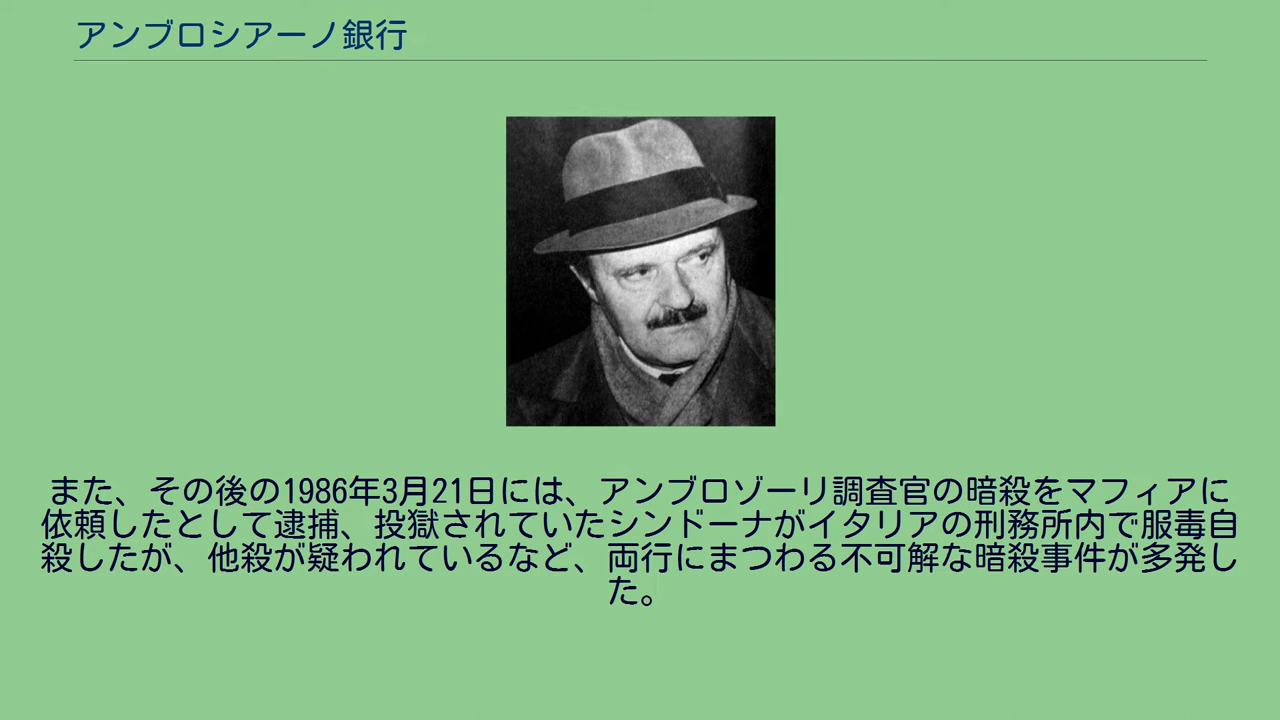 アンブロシアーノ銀行
また、その後の1986年3月21日には、アンブロゾーリ調査官の暗殺をマフィアに
依頼したとして逮捕、投獄されていたシンドーナがイタリアの刑務所内で服毒自
殺したが、他殺が疑われているなど、両行にまつわる不可解な暗殺事件が多発し
た。